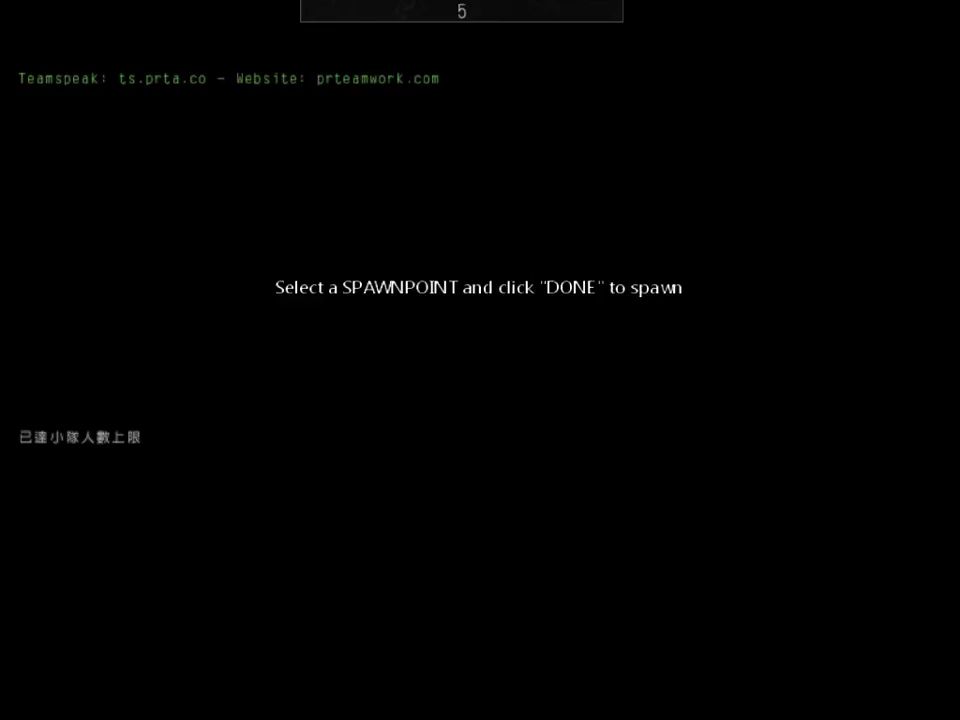 5
Teamspeak: ts.prta.co - Website: prteamwork.com
Select a SPAWNPOINT and click "DONE" to spawn
已達小隊人數上限